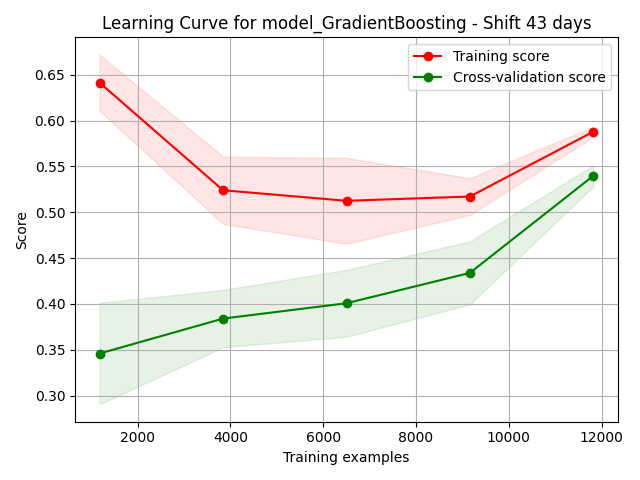 Learning Curve for model_GradientBoosting - Shift 43 days
Training score
Cross-validation score
Score
0.65
0.60
0.55
0.50
0.45
0.40
0.35
0.30
2000 4000 6000 8000 10000 12000
Training examples